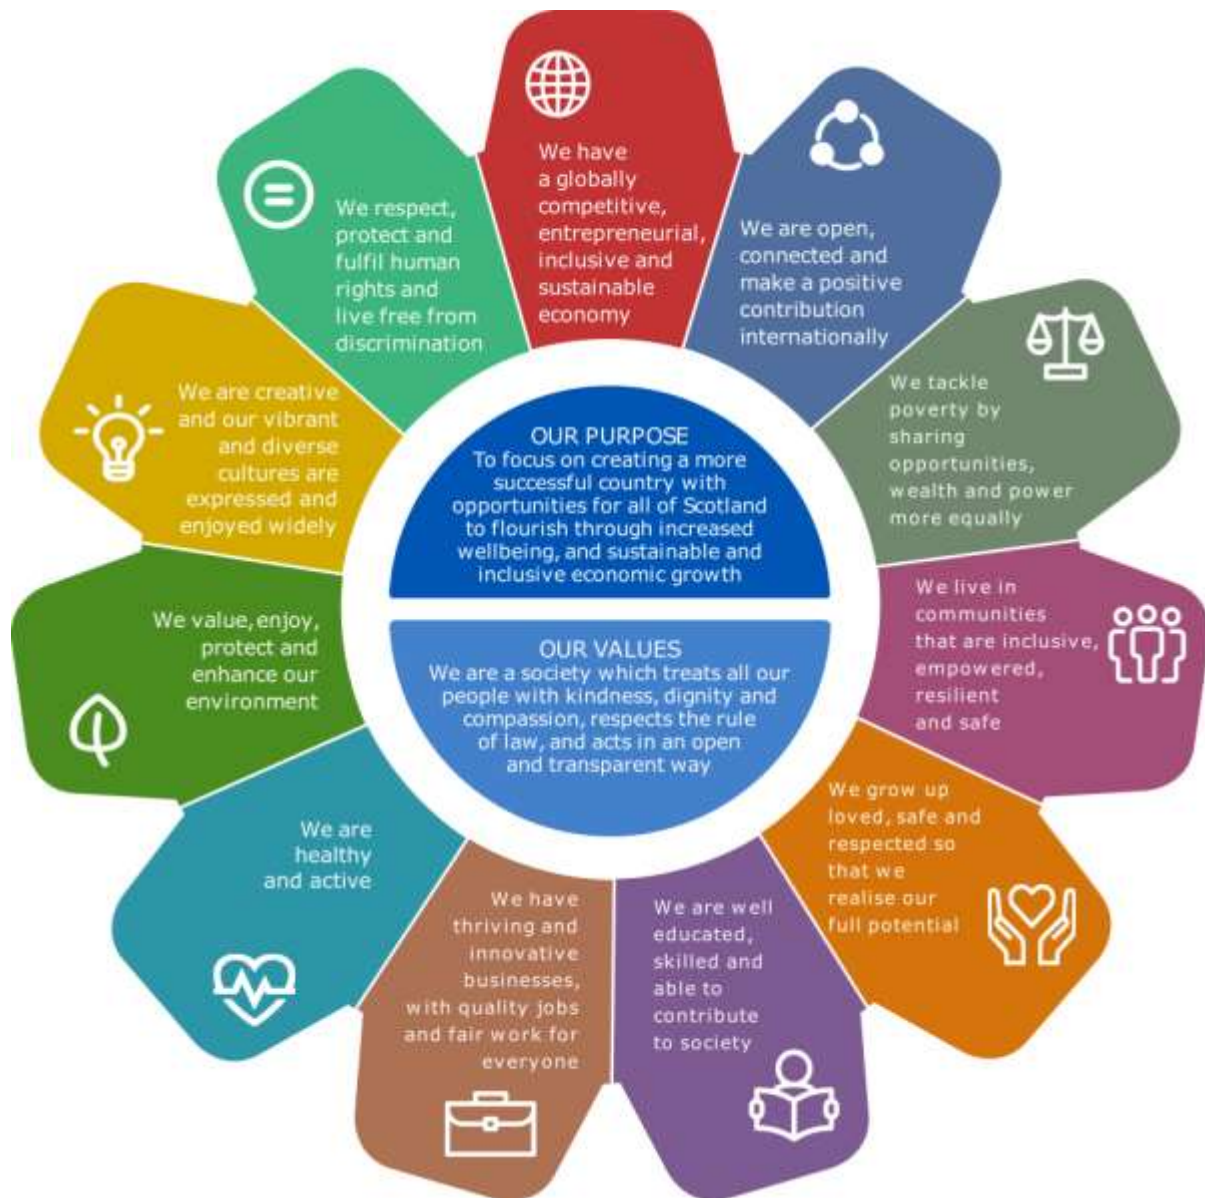 We have
a globally
competitive,
entrepreneurial,
inclusive and
sustainable
economy
We are open,
connected and
make a positive
contribution
internationally
We tackle
poverty by
sharing
opportunities,
wealth and power
more equally
We live in
communities
that are inclusive,
empowered,
resilient
and safe
We grow up
loved, safe and
respected so
that we
realise our
full potential
We are well
educated,
skilled and
able to
contribute
to society
We have
thriving and
innovative
businesses,
with quality jobs
and fair work for
everyone
We are
healthy
and active
We value, enjoy,
protect and
enhance our
environment
We are creative
and our vibrant
and diverse
cultures are
expressed and
enjoyed widely
We respect,
protect and
fulfil human
rights and
live free from
discrimination
OUR PURPOSE
To focus on creating a more
successful country with
opportunities for all of Scotland
to flourish through increased
wellbeing, and sustainable and
inclusive economic growth
OUR VALUES
We are a society which treats all our
people with kindness, dignity and
compassion, respects the rule
of law, and acts in an open
and transparent way